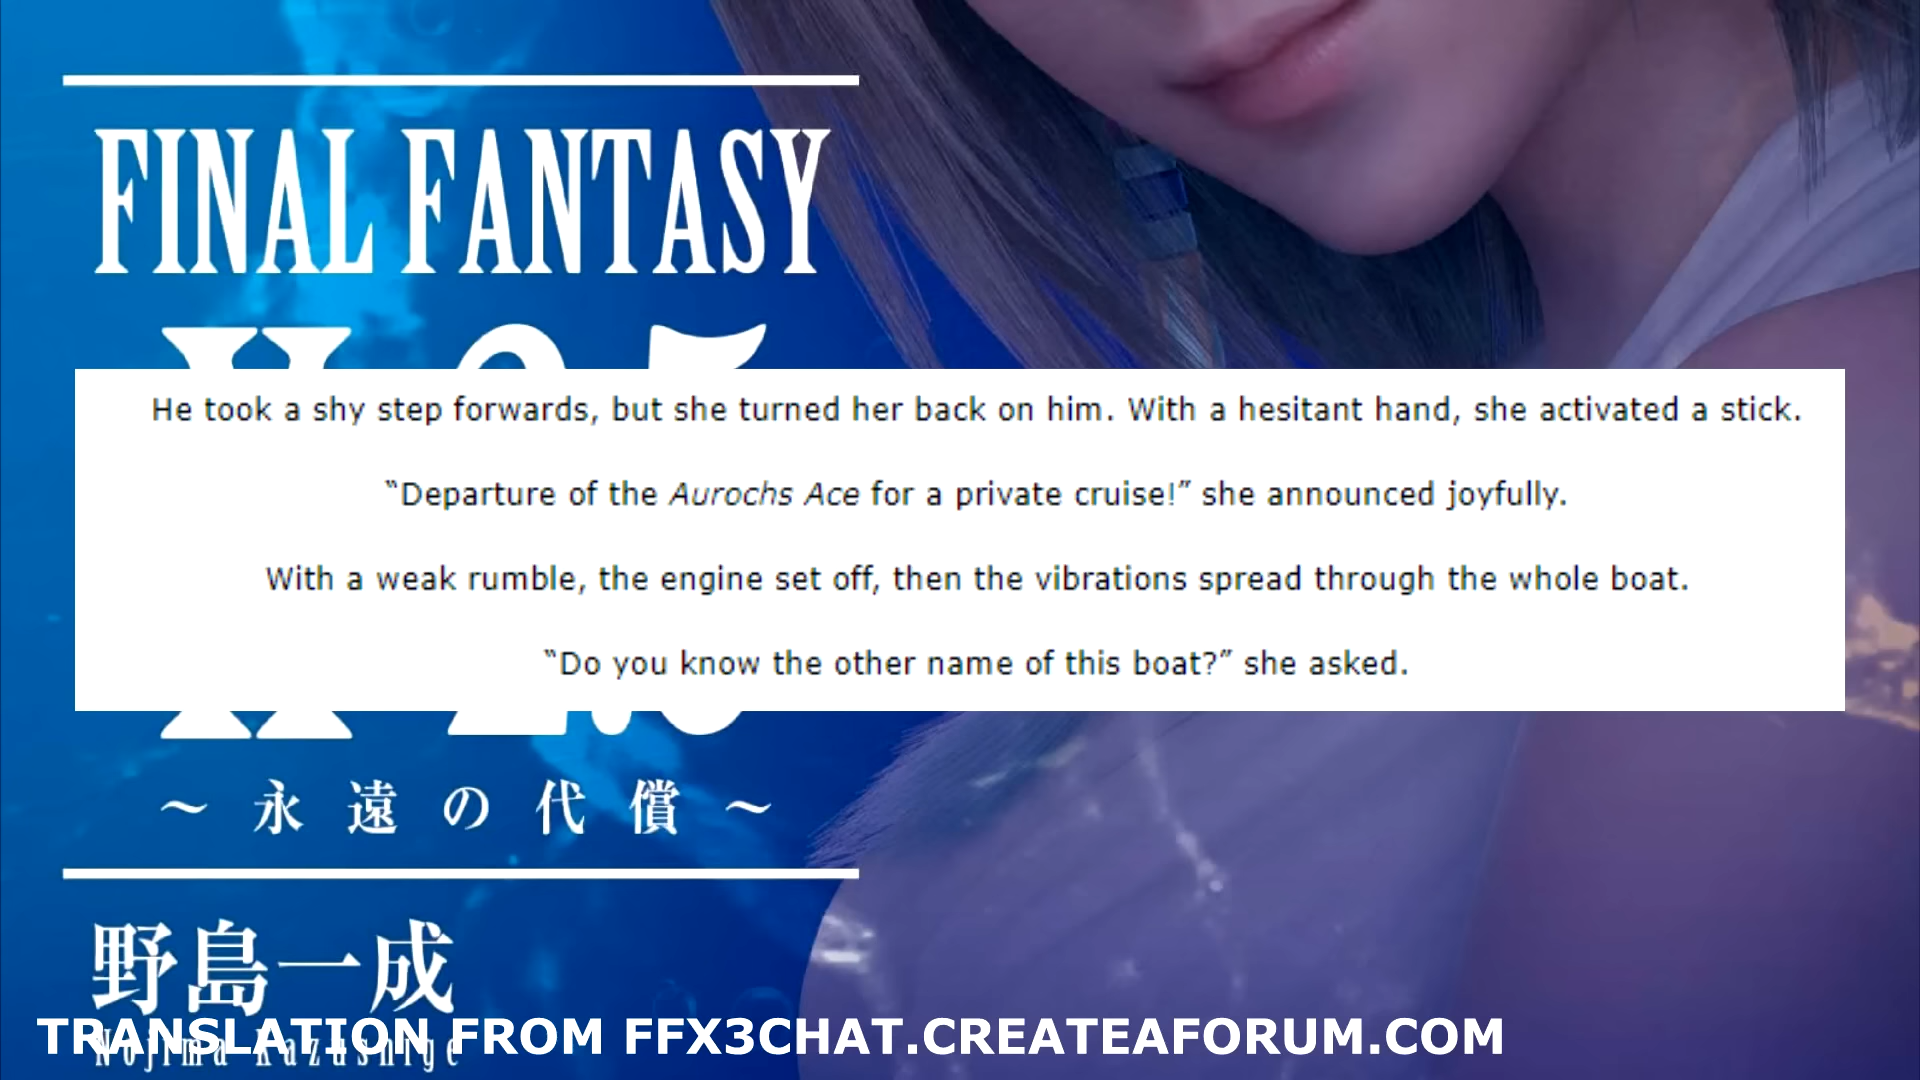 FINAL FANTASY
He took a shy step forwards, but she turned her back on him. With a hesitant hand, she activated a stick.
“Departure of the Aurochs Ace for a private cruise!” she announced joyfully.
With a weak rumble, the engine set off, then the vibrations spread through the whole boat.
“Do you know the other name of this boat?” she asked.
～永遠の代償～
野島一成
Nojima Kazushige
TRANSLATION FROM FFX3CHAT.CREATEAFORUM.COM